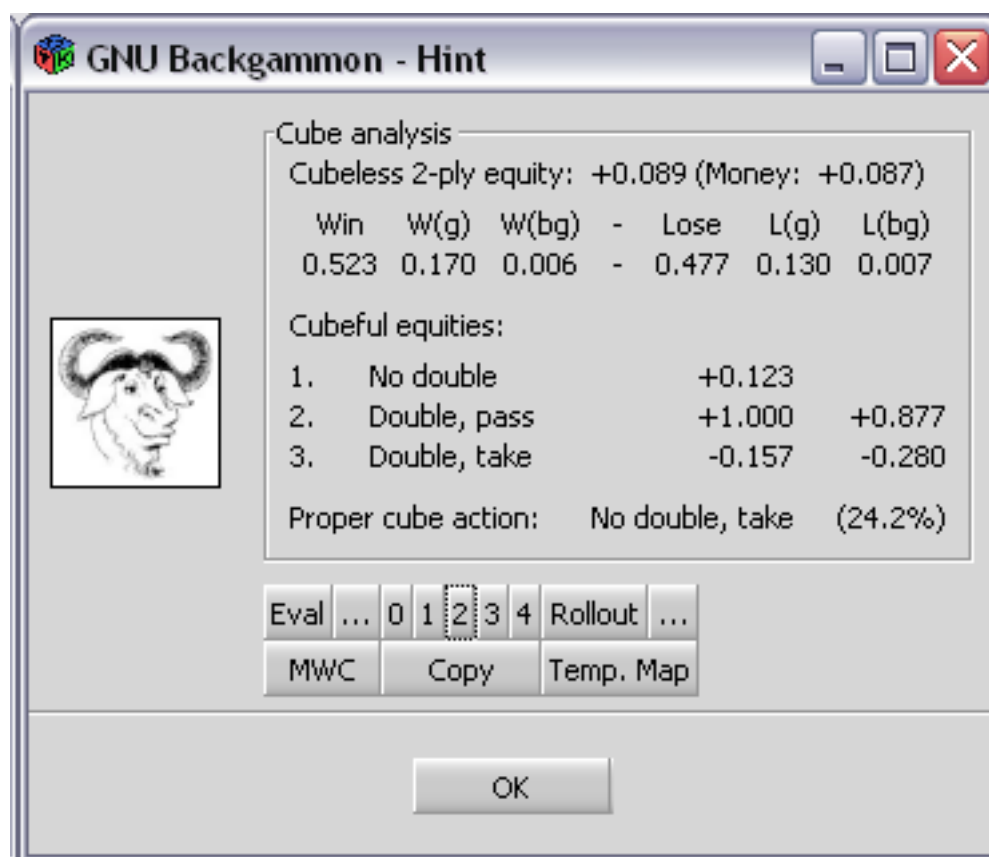 GNU Backgammon - Hint
Cube analysis
Cubeless 2-ply equity: +0.089 (Money: +0.087)
Win W(g) W(bg) - Lose L(g) L(bg)
0.523 0.170 0.006 - 0.477 0.130 0.007
Cubeful equities:
1. No double +0.123
2. Double, pass +1.000 +0.877
3. Double, take -0.157 -0.280
Proper cube action: No double, take (24.2%)
Eval ... 0 1 2 3 4 Rollout ...
MWC Copy Temp. Map
OK